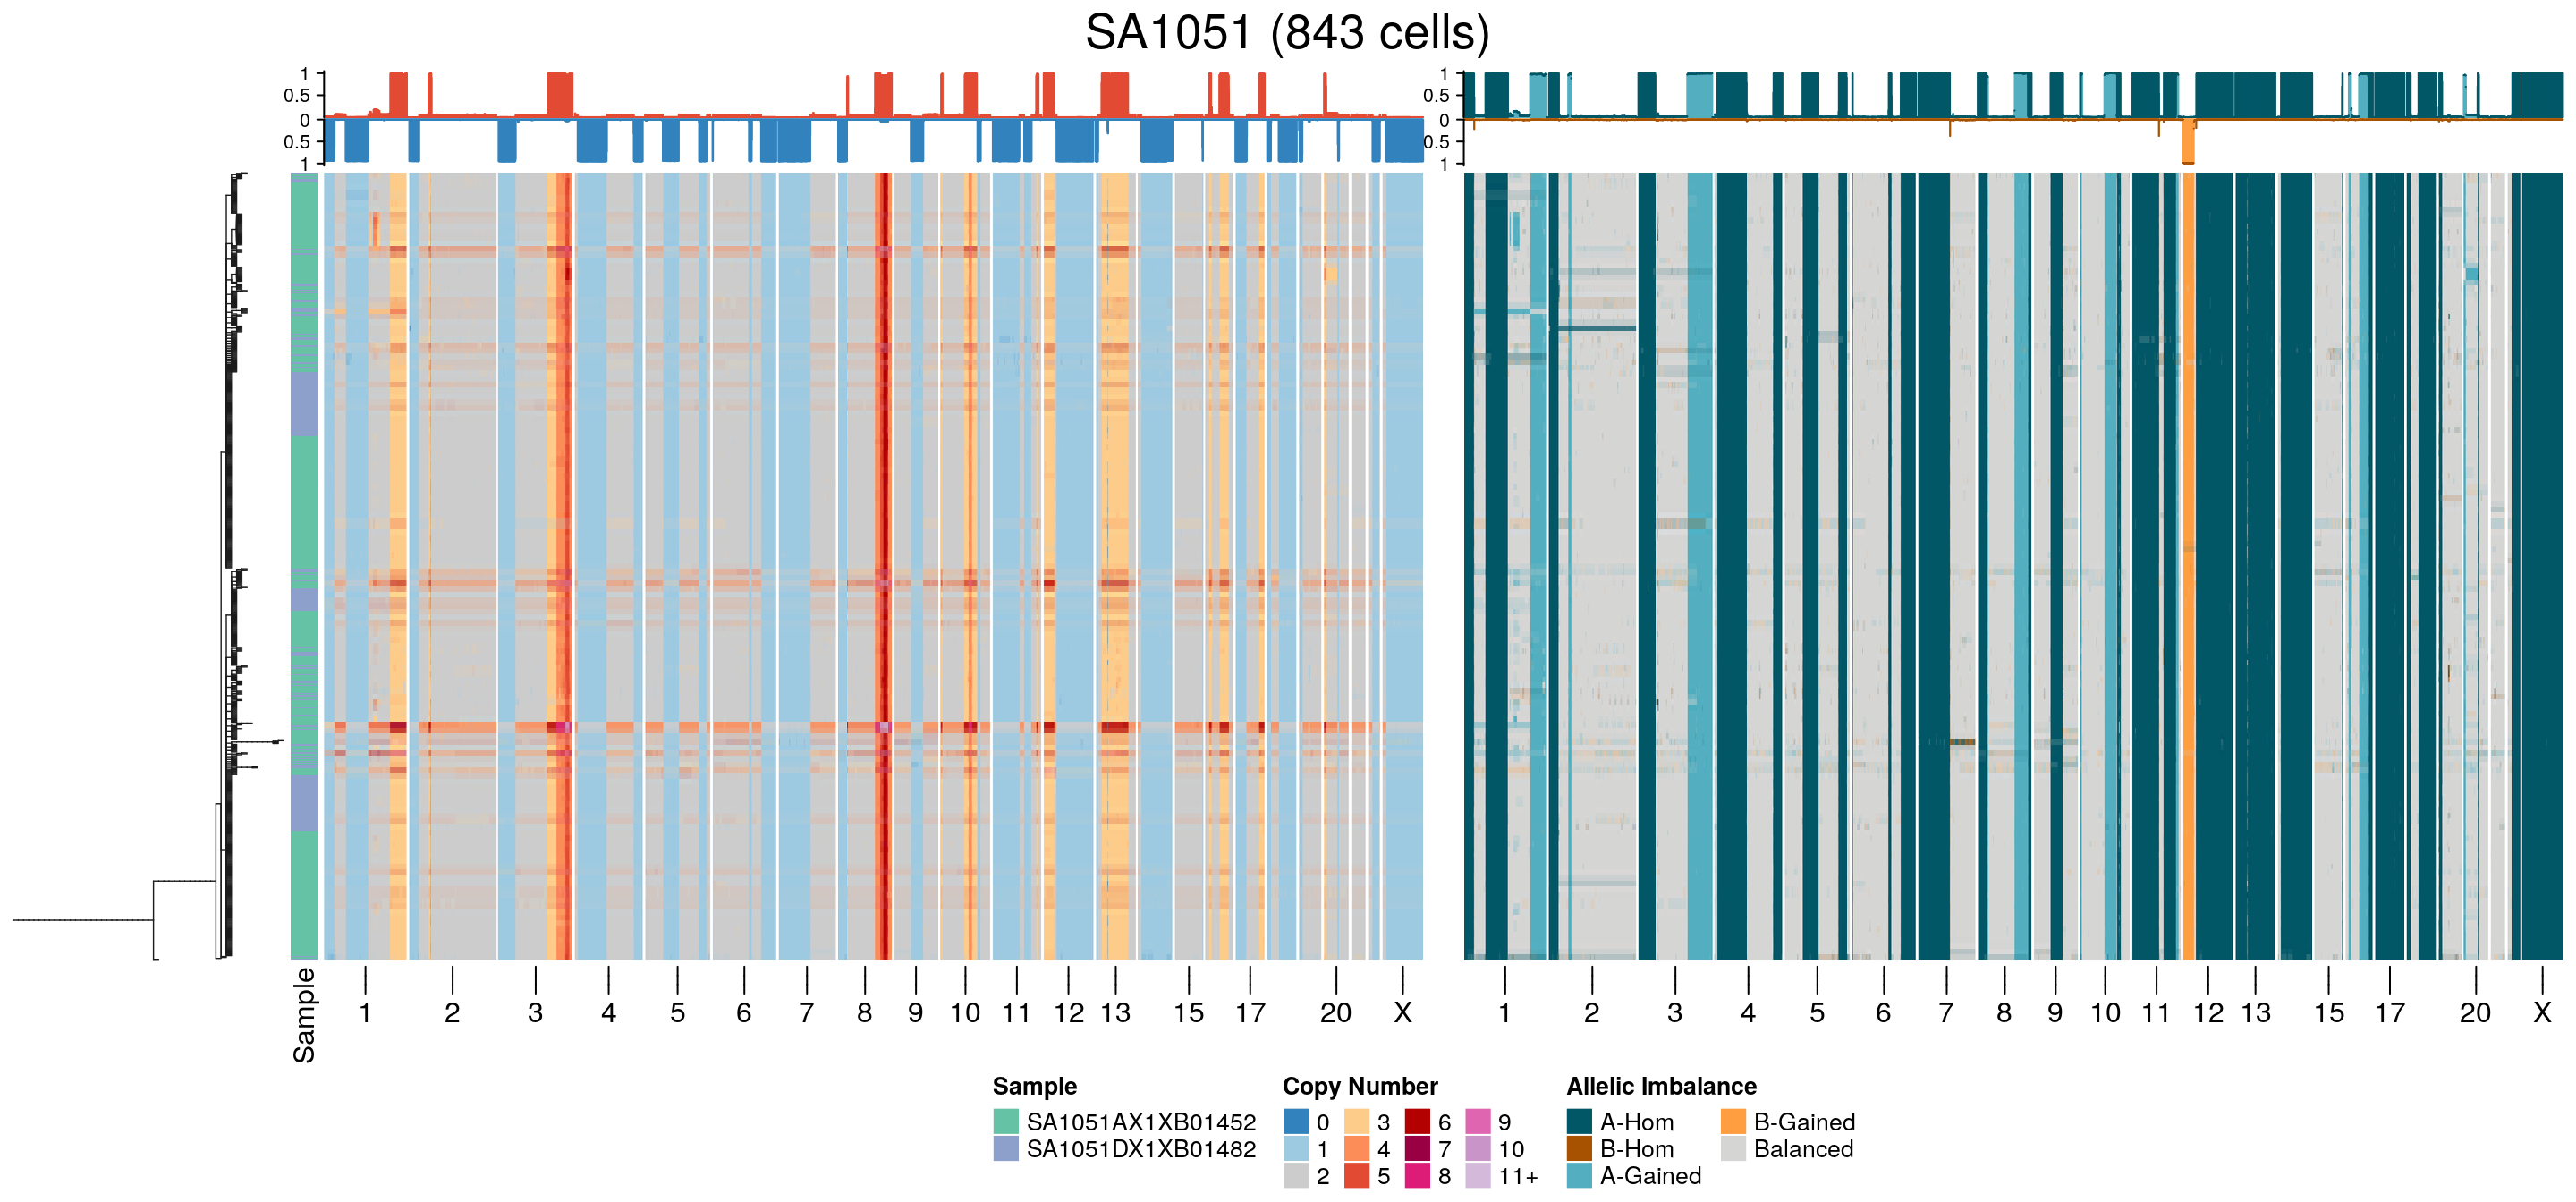 SA1051 (843 cells)
1
0.5
0
0.5
1
1
0.5
0
0.5
1
Sample
1 2 3 4 5 6 7 8 9 10 11 12 13 15 17 20 X
1 2 3 4 5 6 7 8 9 10 11 12 13 15 17 20 X
Sample
SA1051AX1XB01452
SA1051DX1XB01482
Copy Number
0 3 6 9
1 4 7 10
2 5 8 11+
Allelic Imbalance
A-Hom B-Gained
B-Hom Balanced
A-Gained